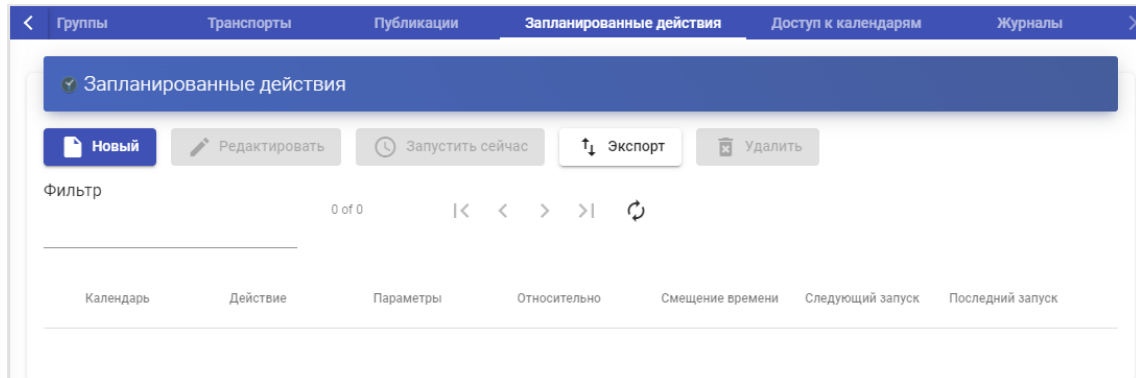 Группы Транспорты Публикации Запланированные действия Доступ к календарям Журналы
Запланированные действия
Новый Редактировать Запустить сейчас Экспорт Удалить
Фильтр
0 of 0
Календарь Действие Параметры Относительно Смещение времени Следующий запуск Последний запуск